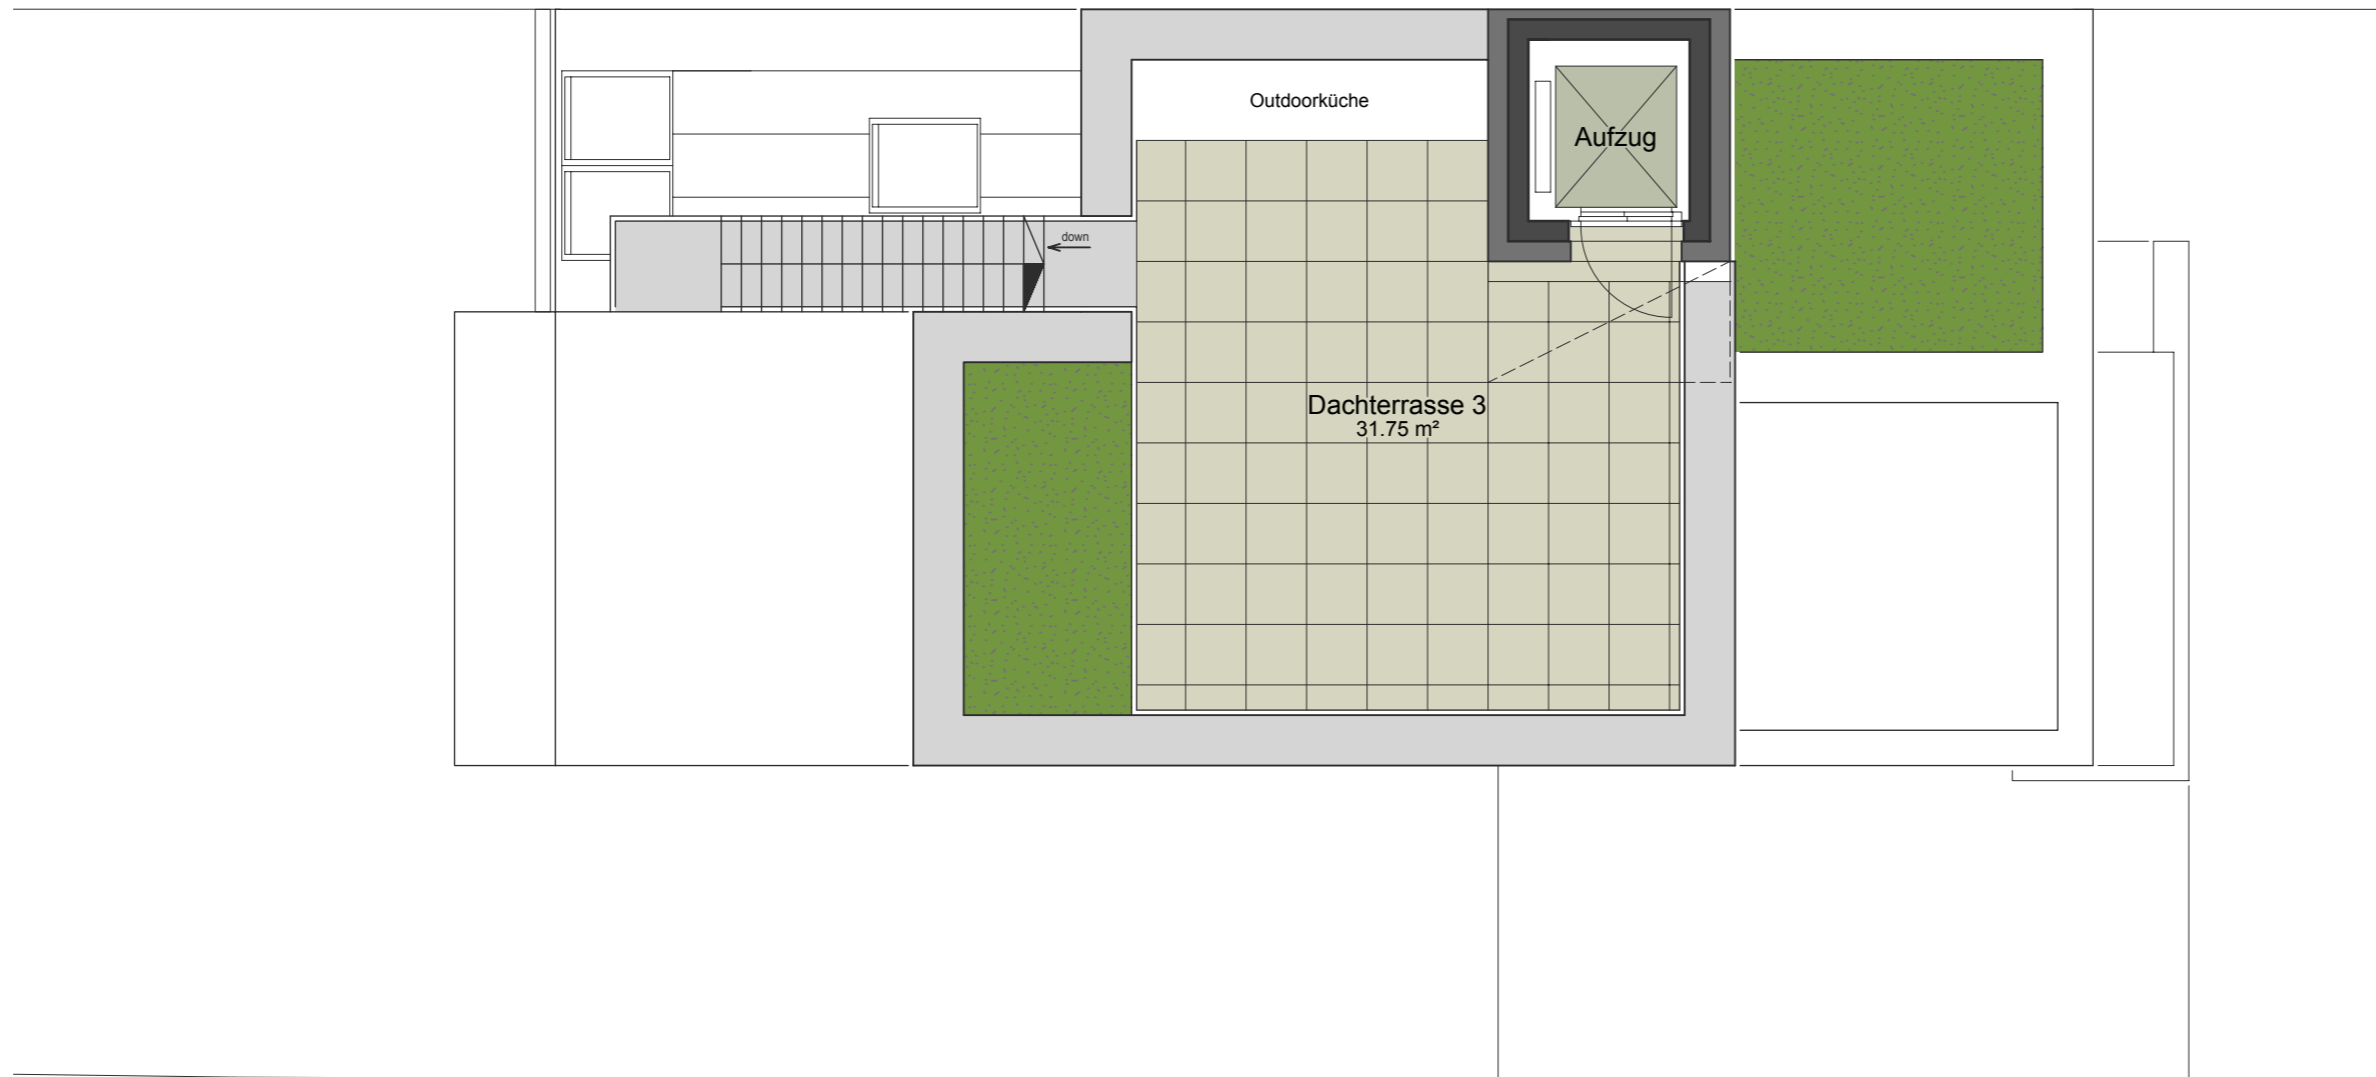 Outdoorküche
Aufzug
down
Dachterrasse 3
31.75 m²